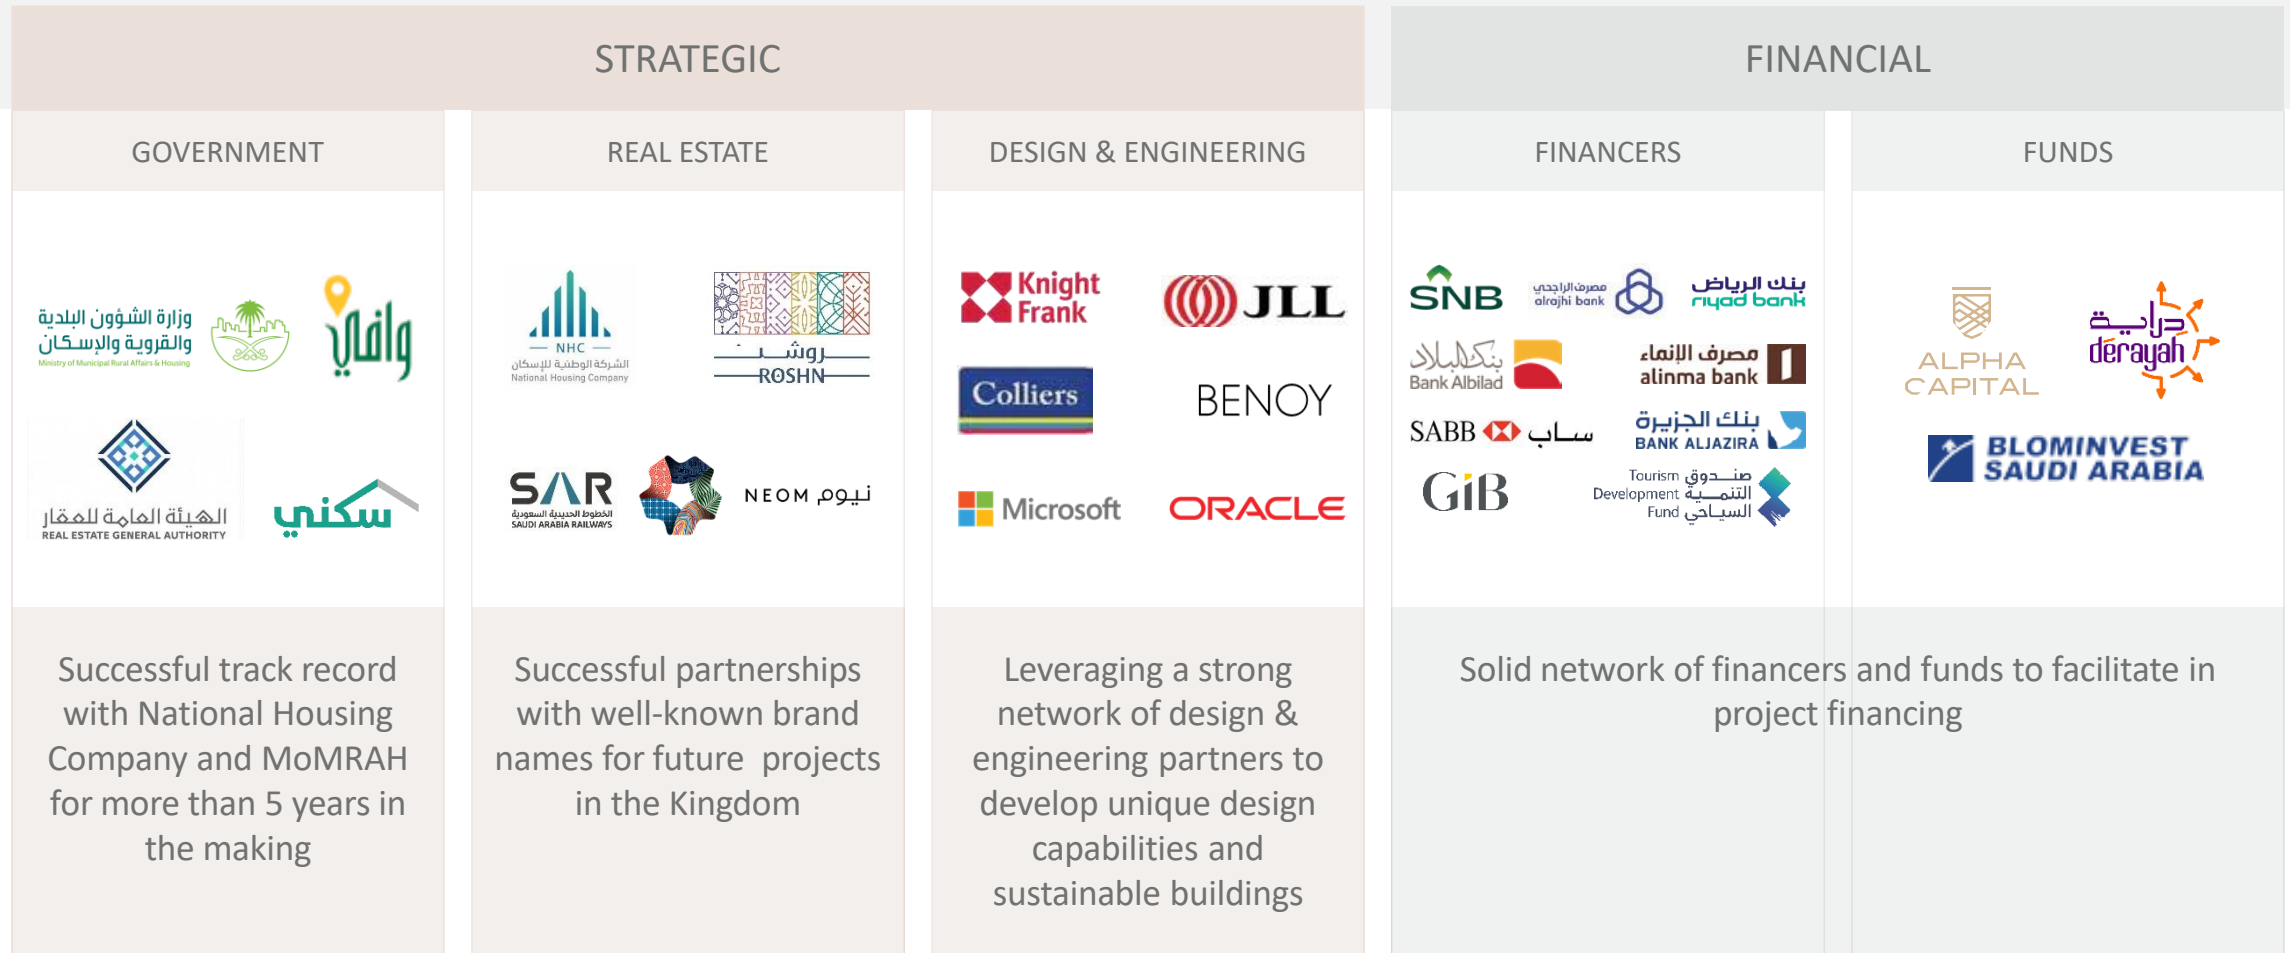 STRATEGIC
FINANCIAL
GOVERNMENT
REAL ESTATE
DESIGN & ENGINEERING
FINANCERS
FUNDS
وزارة الشؤون البلدية
والقروية والإسكان
Ministry of Municipal Rural Affairs & Housing
وافي
الهيئة العامة للعقار
REAL ESTATE GENERAL AUTHORITY
سكني
NHC
الشركة الوطنية للإسكان
National Housing Company
روشن
ROSHN
SAR
الخطوط الحديدية السعودية
SAUDI ARABIA RAILWAYS
NEOM نيوم
Knight
Frank
JLL
Colliers
BENOY
Microsoft
ORACLE
SNB
مصرف الراجحي
alrajhi bank
بنك الرياض
riyad bank
بنك البلاد
Bank Albilad
مصرف الإنماء
alinma bank
SABB ساب
بنك الجزيرة
BANK ALJAZIRA
GiB
Tourism صندوق
Development التنمية
Fund السياحي
ALPHA
CAPITAL
دراية
derayah
BLOMINVEST
SAUDI ARABIA
Successful track record
with National Housing
Company and MoMRAH
for more than 5 years in
the making
Successful partnerships
with well-known brand
names for future projects
in the Kingdom
Leveraging a strong
network of design &
engineering partners to
develop unique design
capabilities and
sustainable buildings
Solid network of financers and funds to facilitate in
project financing